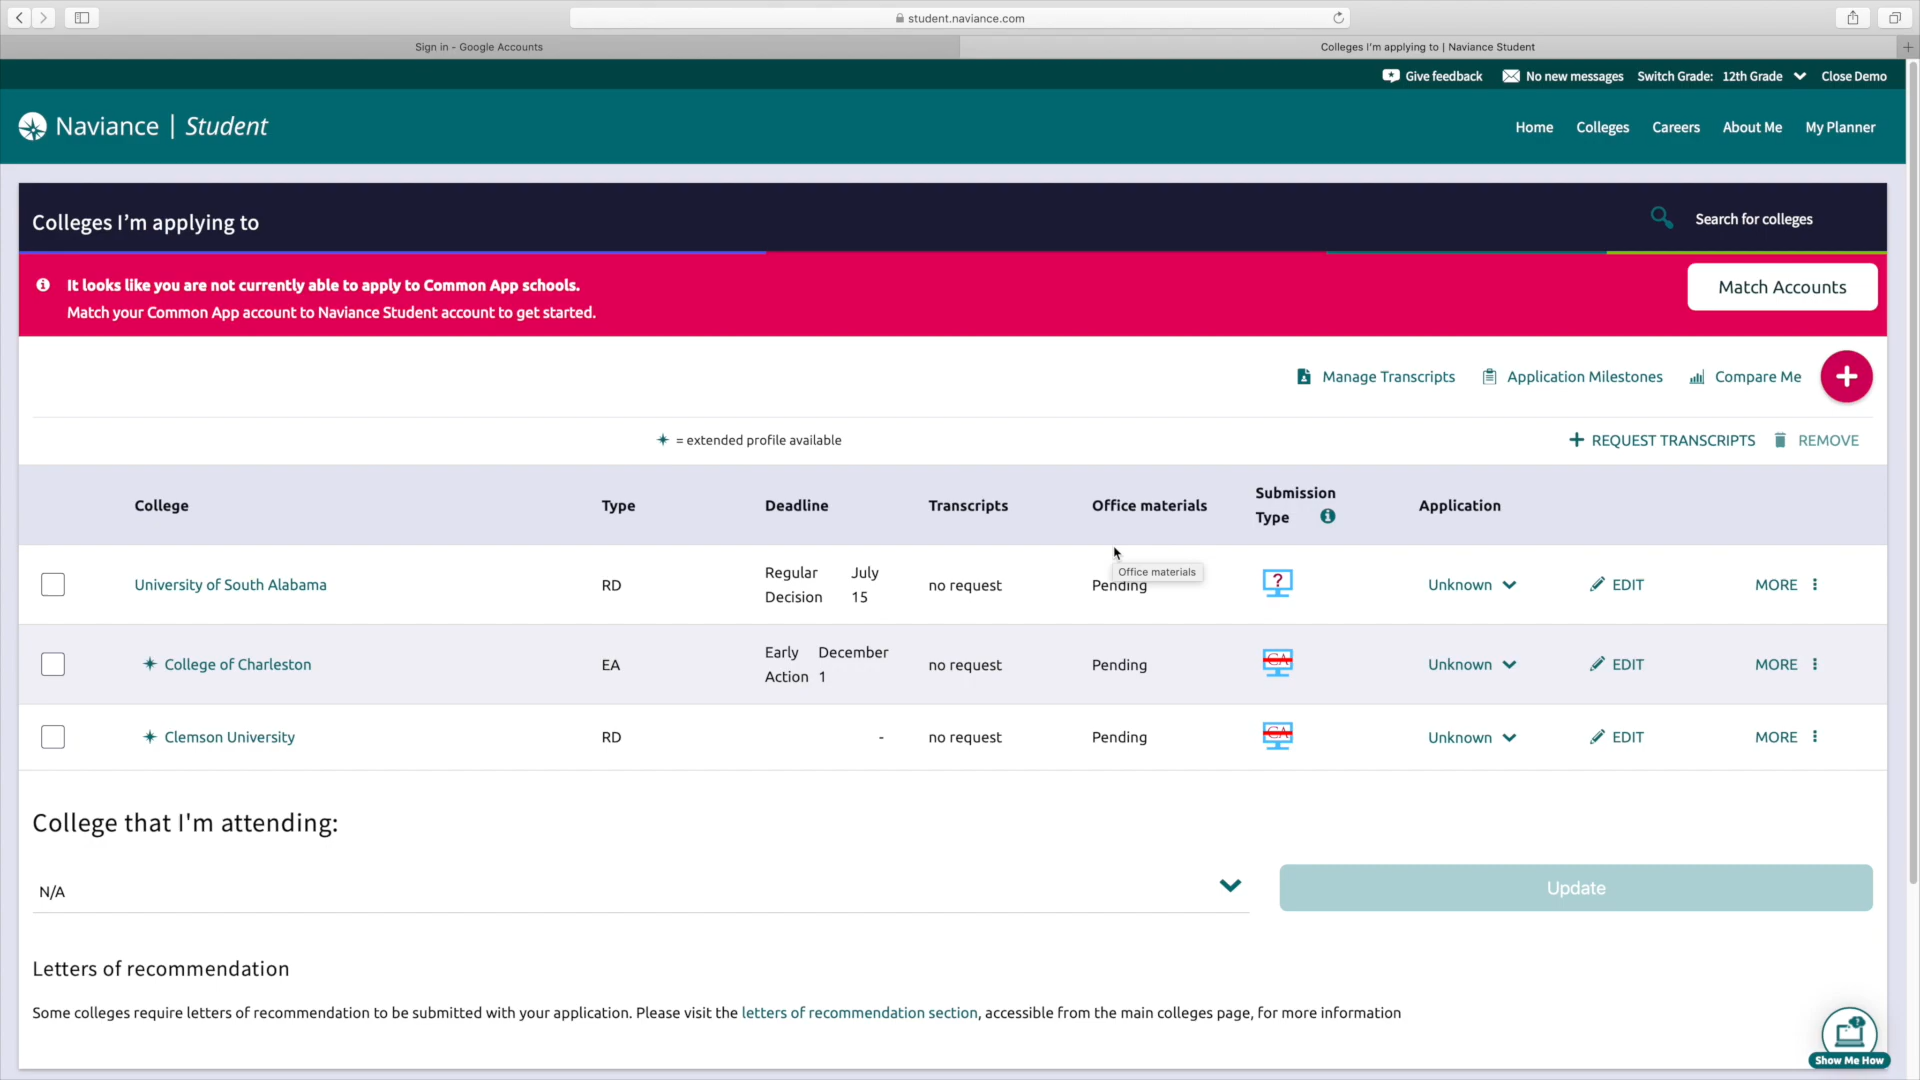 student.naviance.com
Sign in - Google Accounts
Colleges I'm applying to | Naviance Student
Give feedback
No new messages
Switch Grade: 12th Grade
Close Demo
Naviance | Student
Home
Colleges
Careers
About Me
My Planner
Colleges I'm applying to
Search for colleges
It looks like you are not currently able to apply to Common App schools.
Match your Common App account to Naviance Student account to get started.
Match Accounts
Manage Transcripts
Application Milestones
Compare Me
= extended profile available
REQUEST TRANSCRIPTS
REMOVE
College
Type
Deadline
Transcripts
Office materials
Submission
Type
Application
University of South Alabama
RD
Regular
Decision
July
15
no request
Office materials
Pending
?
Unknown
EDIT
MORE
College of Charleston
EA
Early
Action
December
1
no request
Pending
CA
Unknown
EDIT
MORE
Clemson University
RD
-
no request
Pending
CA
Unknown
EDIT
MORE
College that I'm attending:
N/A
Update
Letters of recommendation
Some colleges require letters of recommendation to be submitted with your application. Please visit the letters of recommendation section, accessible from the main colleges page, for more information
Show Me How